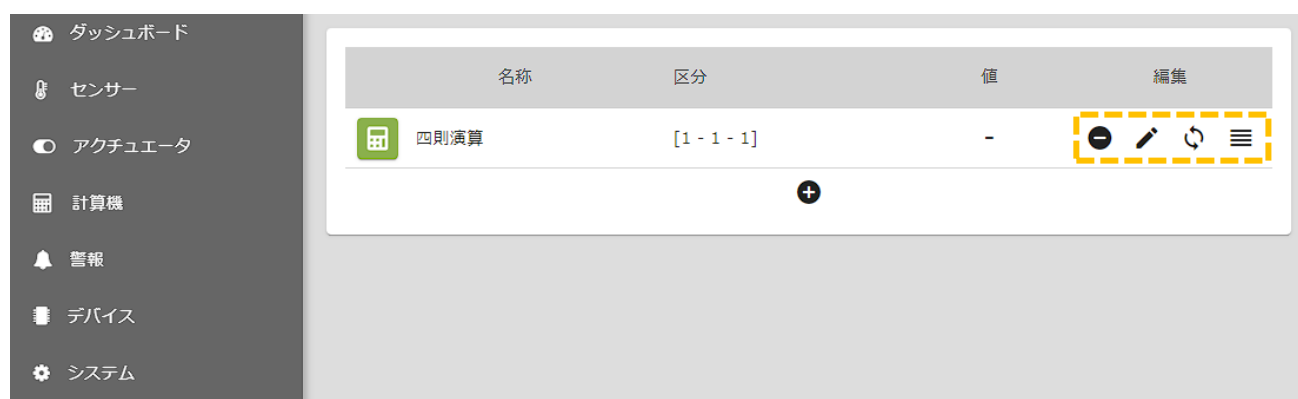 ダッシュボード
センサー
アクチュエータ
計算機
警報
デバイス
システム
名称 区分 値 編集
四則演算 [1 - 1 - 1] -